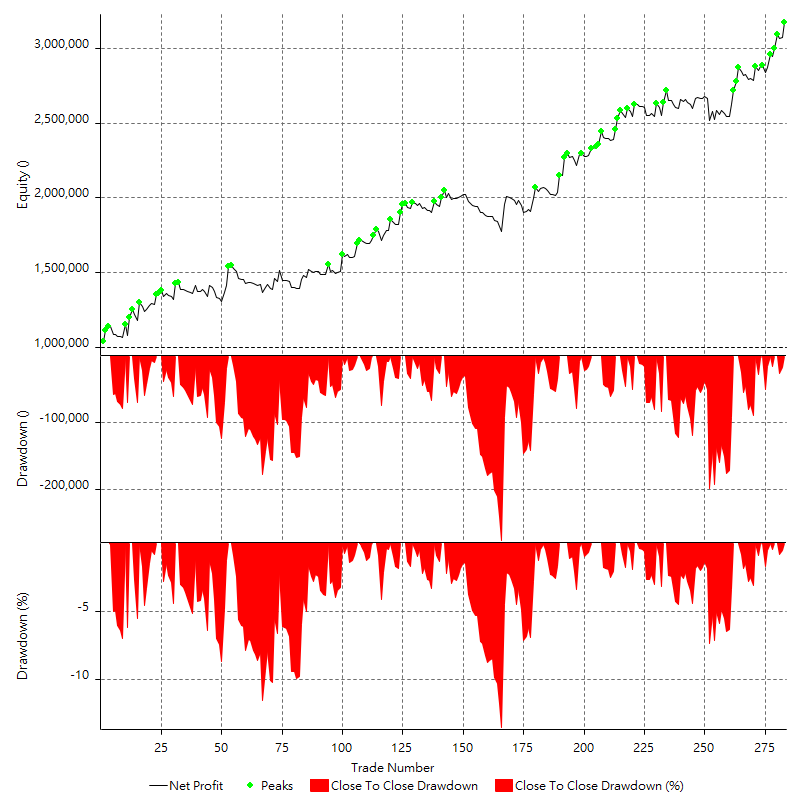 3,000,000
2,500,000
2,000,000
1,500,000
1,000,000
Equity ()
-100,000
-200,000
Drawdown ()
-5
-10
Drawdown (%)
25 50 75 100 125 150 175 200 225 250 275
Trade Number
Net Profit Peaks Close To Close Drawdown Close To Close Drawdown (%)